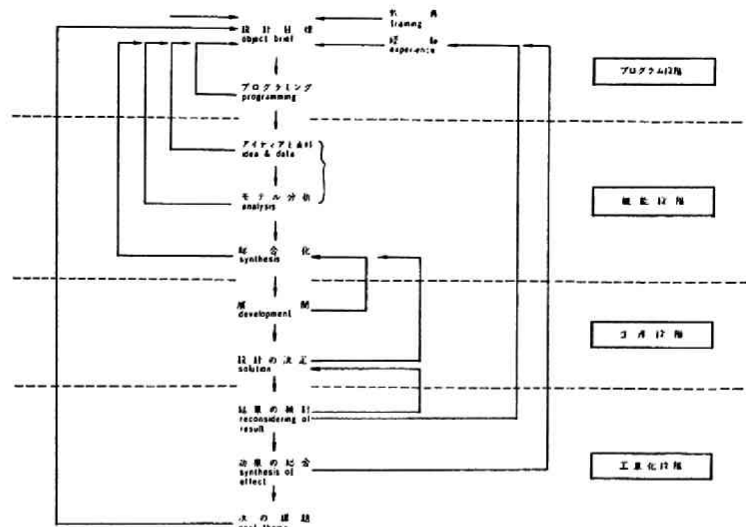 設計目標
object brief
訓練
training
経験
experience
プログラム段階
プログラミング
programming
アイディアと資料
idea & data
モデル分析
analysis
機能段階
総合化
synthesis
展開
development
設計の決定
solution
結果の検討
reconsidering of
result
工業化段階
効果の総合
synthesis of
effect
次の課題